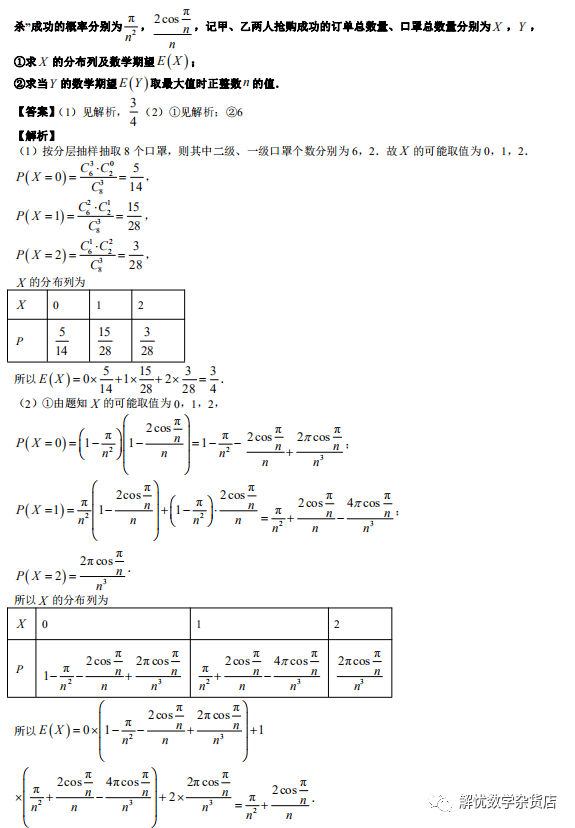 杀”成功的概率分别为 π/n²，(2cos(π/n))/n，记甲、乙两人抢购成功的订单总数量、口罩总数量分别为 X，Y，
①求 X 的分布列及数学期望 E(X)；
②求当 Y 的数学期望 E(Y) 取最大值时正整数 n 的值．
【答案】（1）见解析，3/4（2）①见解析；②6
【解析】
（1）按分层抽样抽取 8 个口罩，则其中二级、一级口罩个数分别为 6，2．故 X 的可能取值为 0，1，2．
P(X=0)=(C₆³·C₂⁰)/C₈³=5/14，
P(X=1)=(C₆²·C₂¹)/C₈³=15/28，
P(X=2)=(C₆¹·C₂²)/C₈³=3/28，
X 的分布列为
X 0 1 2
P 5/14 15/28 3/28
所以 E(X)=0×5/14+1×15/28+2×3/28=3/4．
（2）①由题知 X 的可能取值为 0，1，2，
P(X=0)=(1-π/n²)(1-(2cos(π/n))/n)=1-π/n²-(2cos(π/n))/n+(2πcos(π/n))/n³；
P(X=1)=π/n²(1-(2cos(π/n))/n)+(1-π/n²)·(2cos(π/n))/n=π/n²+(2cos(π/n))/n-(4πcos(π/n))/n³；
P(X=2)=(2πcos(π/n))/n³．
所以 X 的分布列为
X 0 1 2
P 1-π/n²-(2cos(π/n))/n+(2πcos(π/n))/n³ π/n²+(2cos(π/n))/n-(4πcos(π/n))/n³ (2πcos(π/n))/n³
所以 E(X)=0×(1-π/n²-(2cos(π/n))/n+(2πcos(π/n))/n³)+1
×(π/n²+(2cos(π/n))/n-(4πcos(π/n))/n³)+2×(2πcos(π/n))/n³=π/n²+(2cos(π/n))/n．
解忧数学杂货店